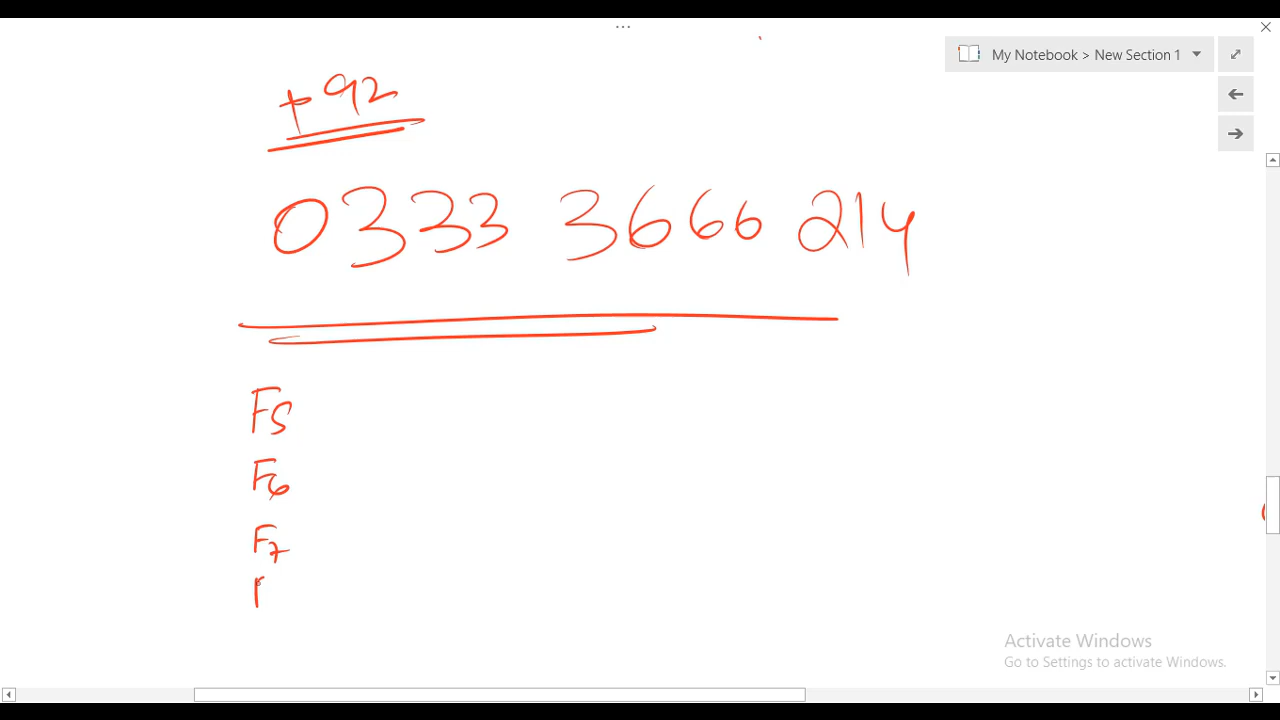 My Notebook > New Section 1
+92
0333 3666 214
F5
F6
F7
Activate Windows
Go to Settings to activate Windows.